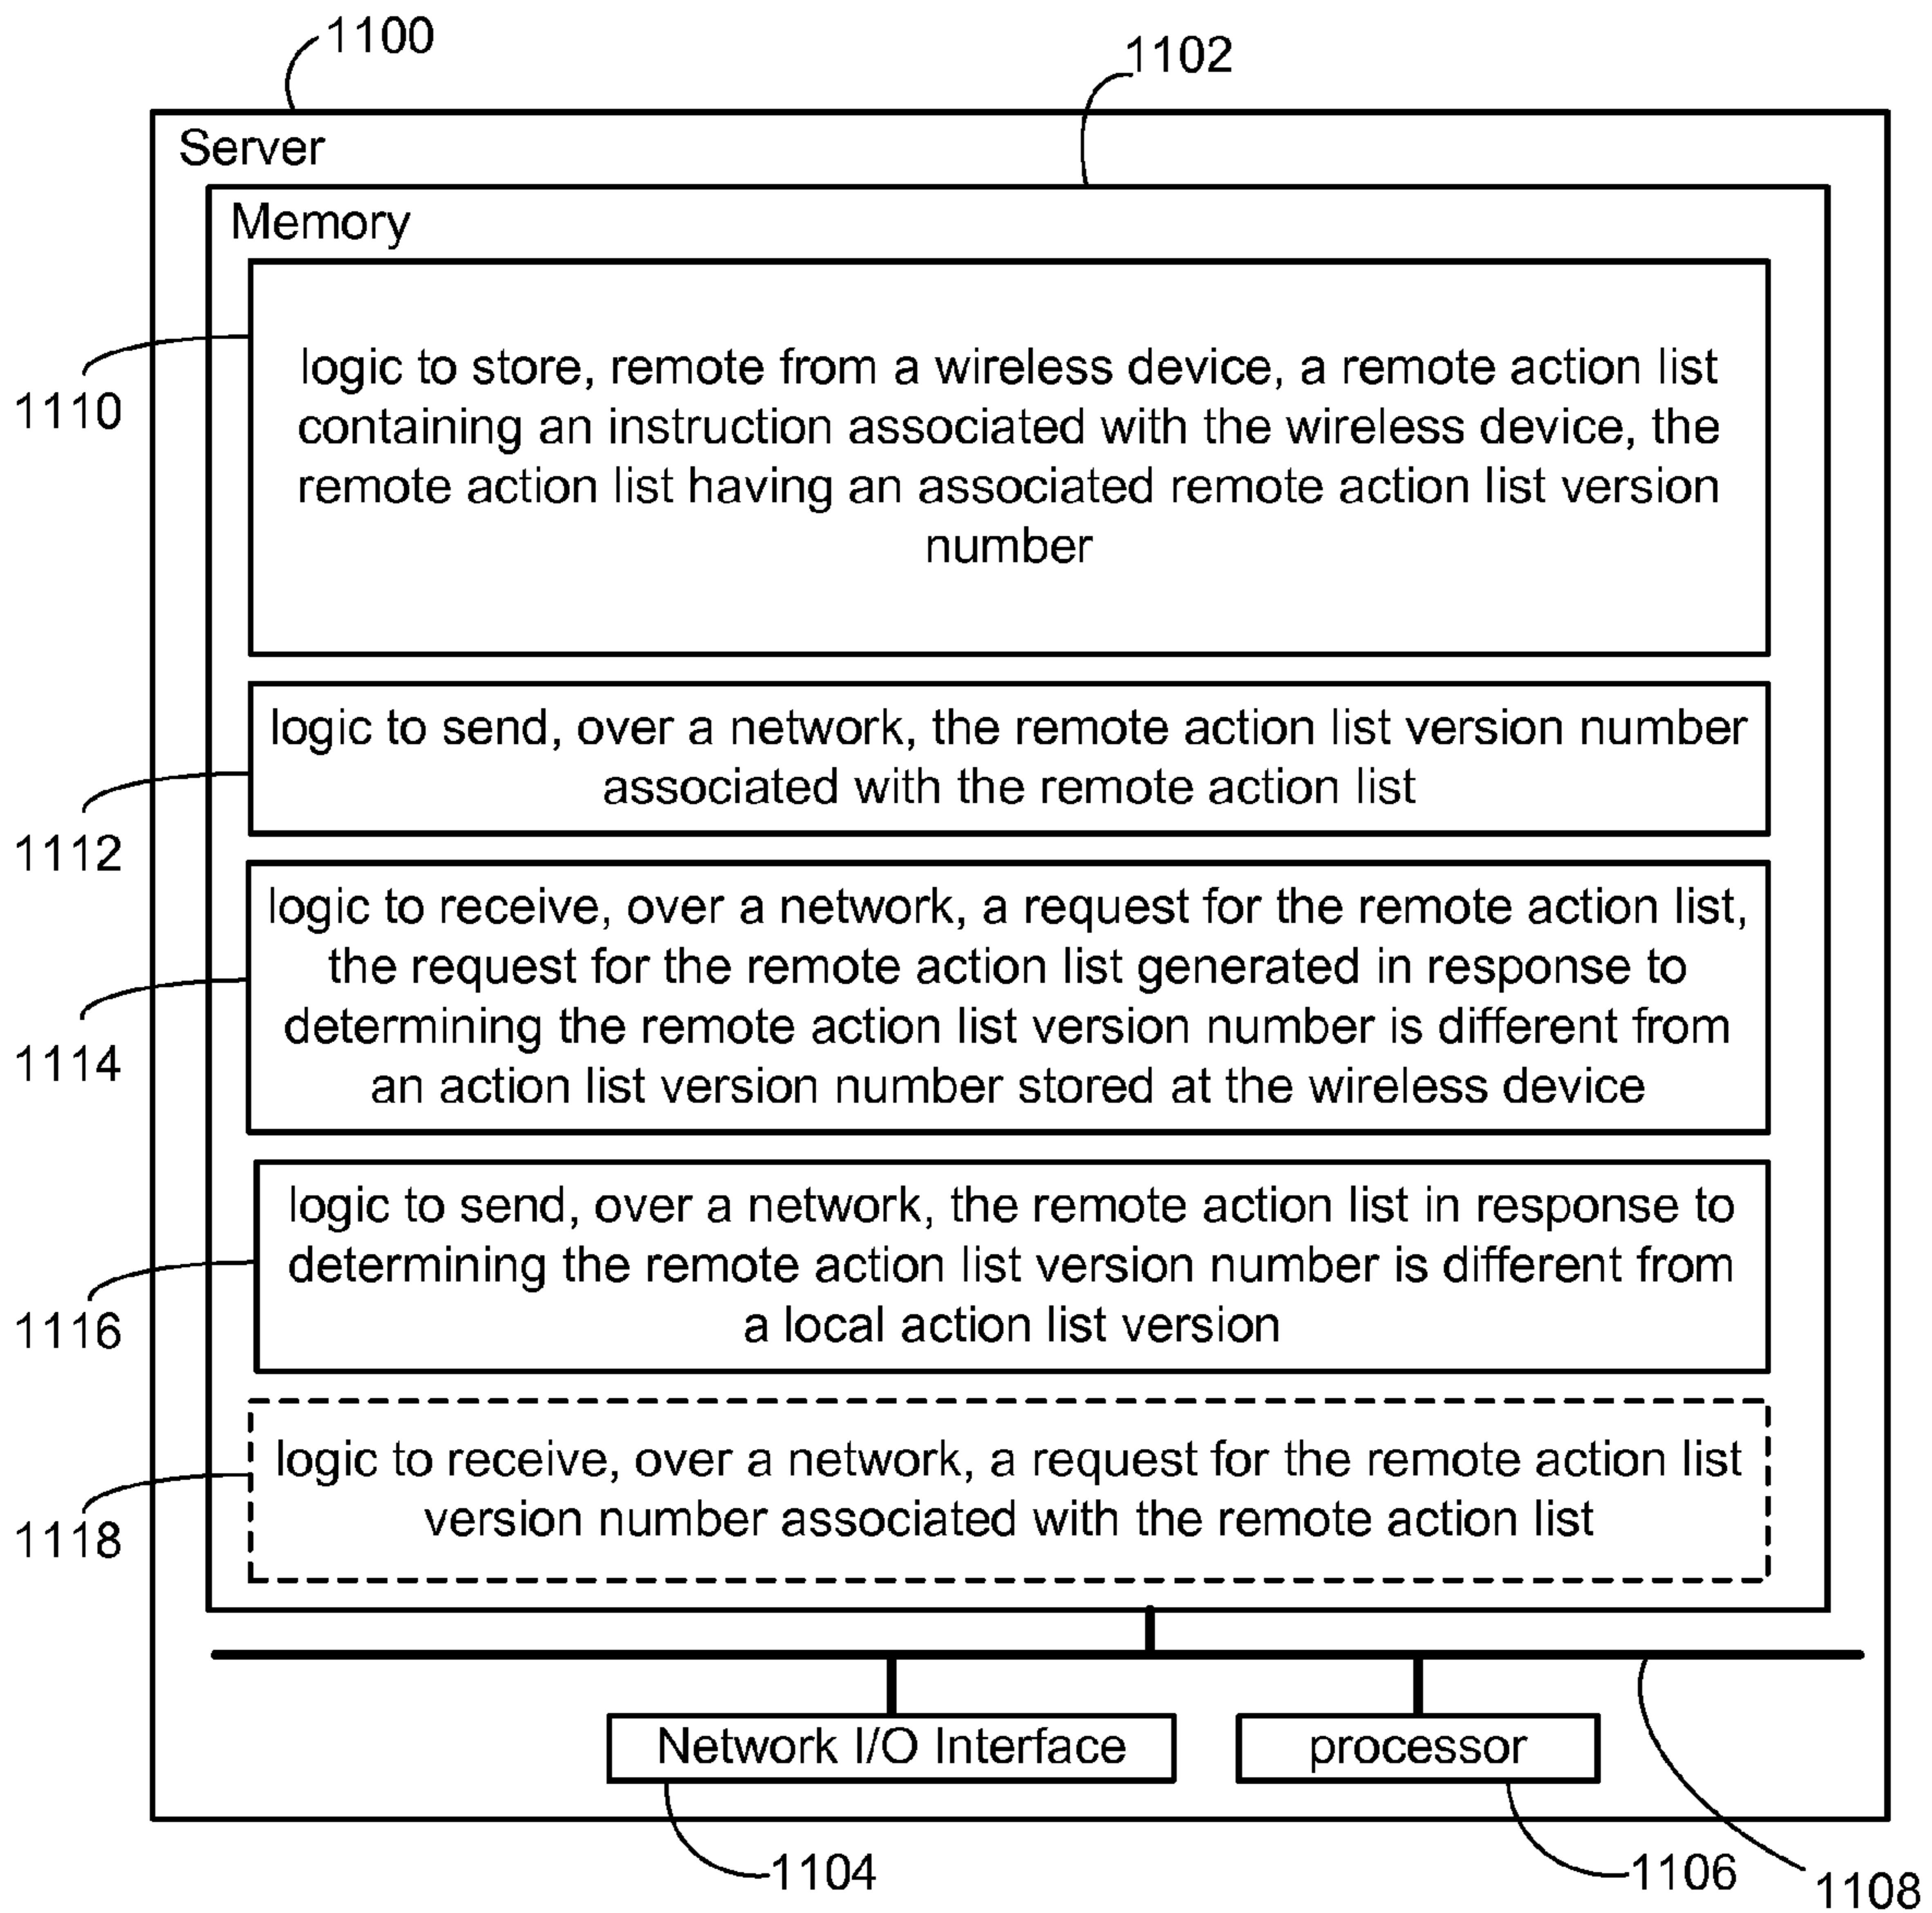 1100
1102
Server
Memory
logic to store, remote from a wireless device, a remote action list
containing an instruction associated with the wireless device, the
remote action list having an associated remote action list version
number
1110
logic to send, over a network, the remote action list version number
associated with the remote action list
1112
logic to receive, over a network, a request for the remote action list,
the request for the remote action list generated in response to
determining the remote action list version number is different from
an action list version number stored at the wireless device
1114
logic to send, over a network, the remote action list in response to
determining the remote action list version number is different from
a local action list version
1116
logic to receive, over a network, a request for the remote action list
version number associated with the remote action list
1118
Network I/O Interface
processor
1104
1106
1108